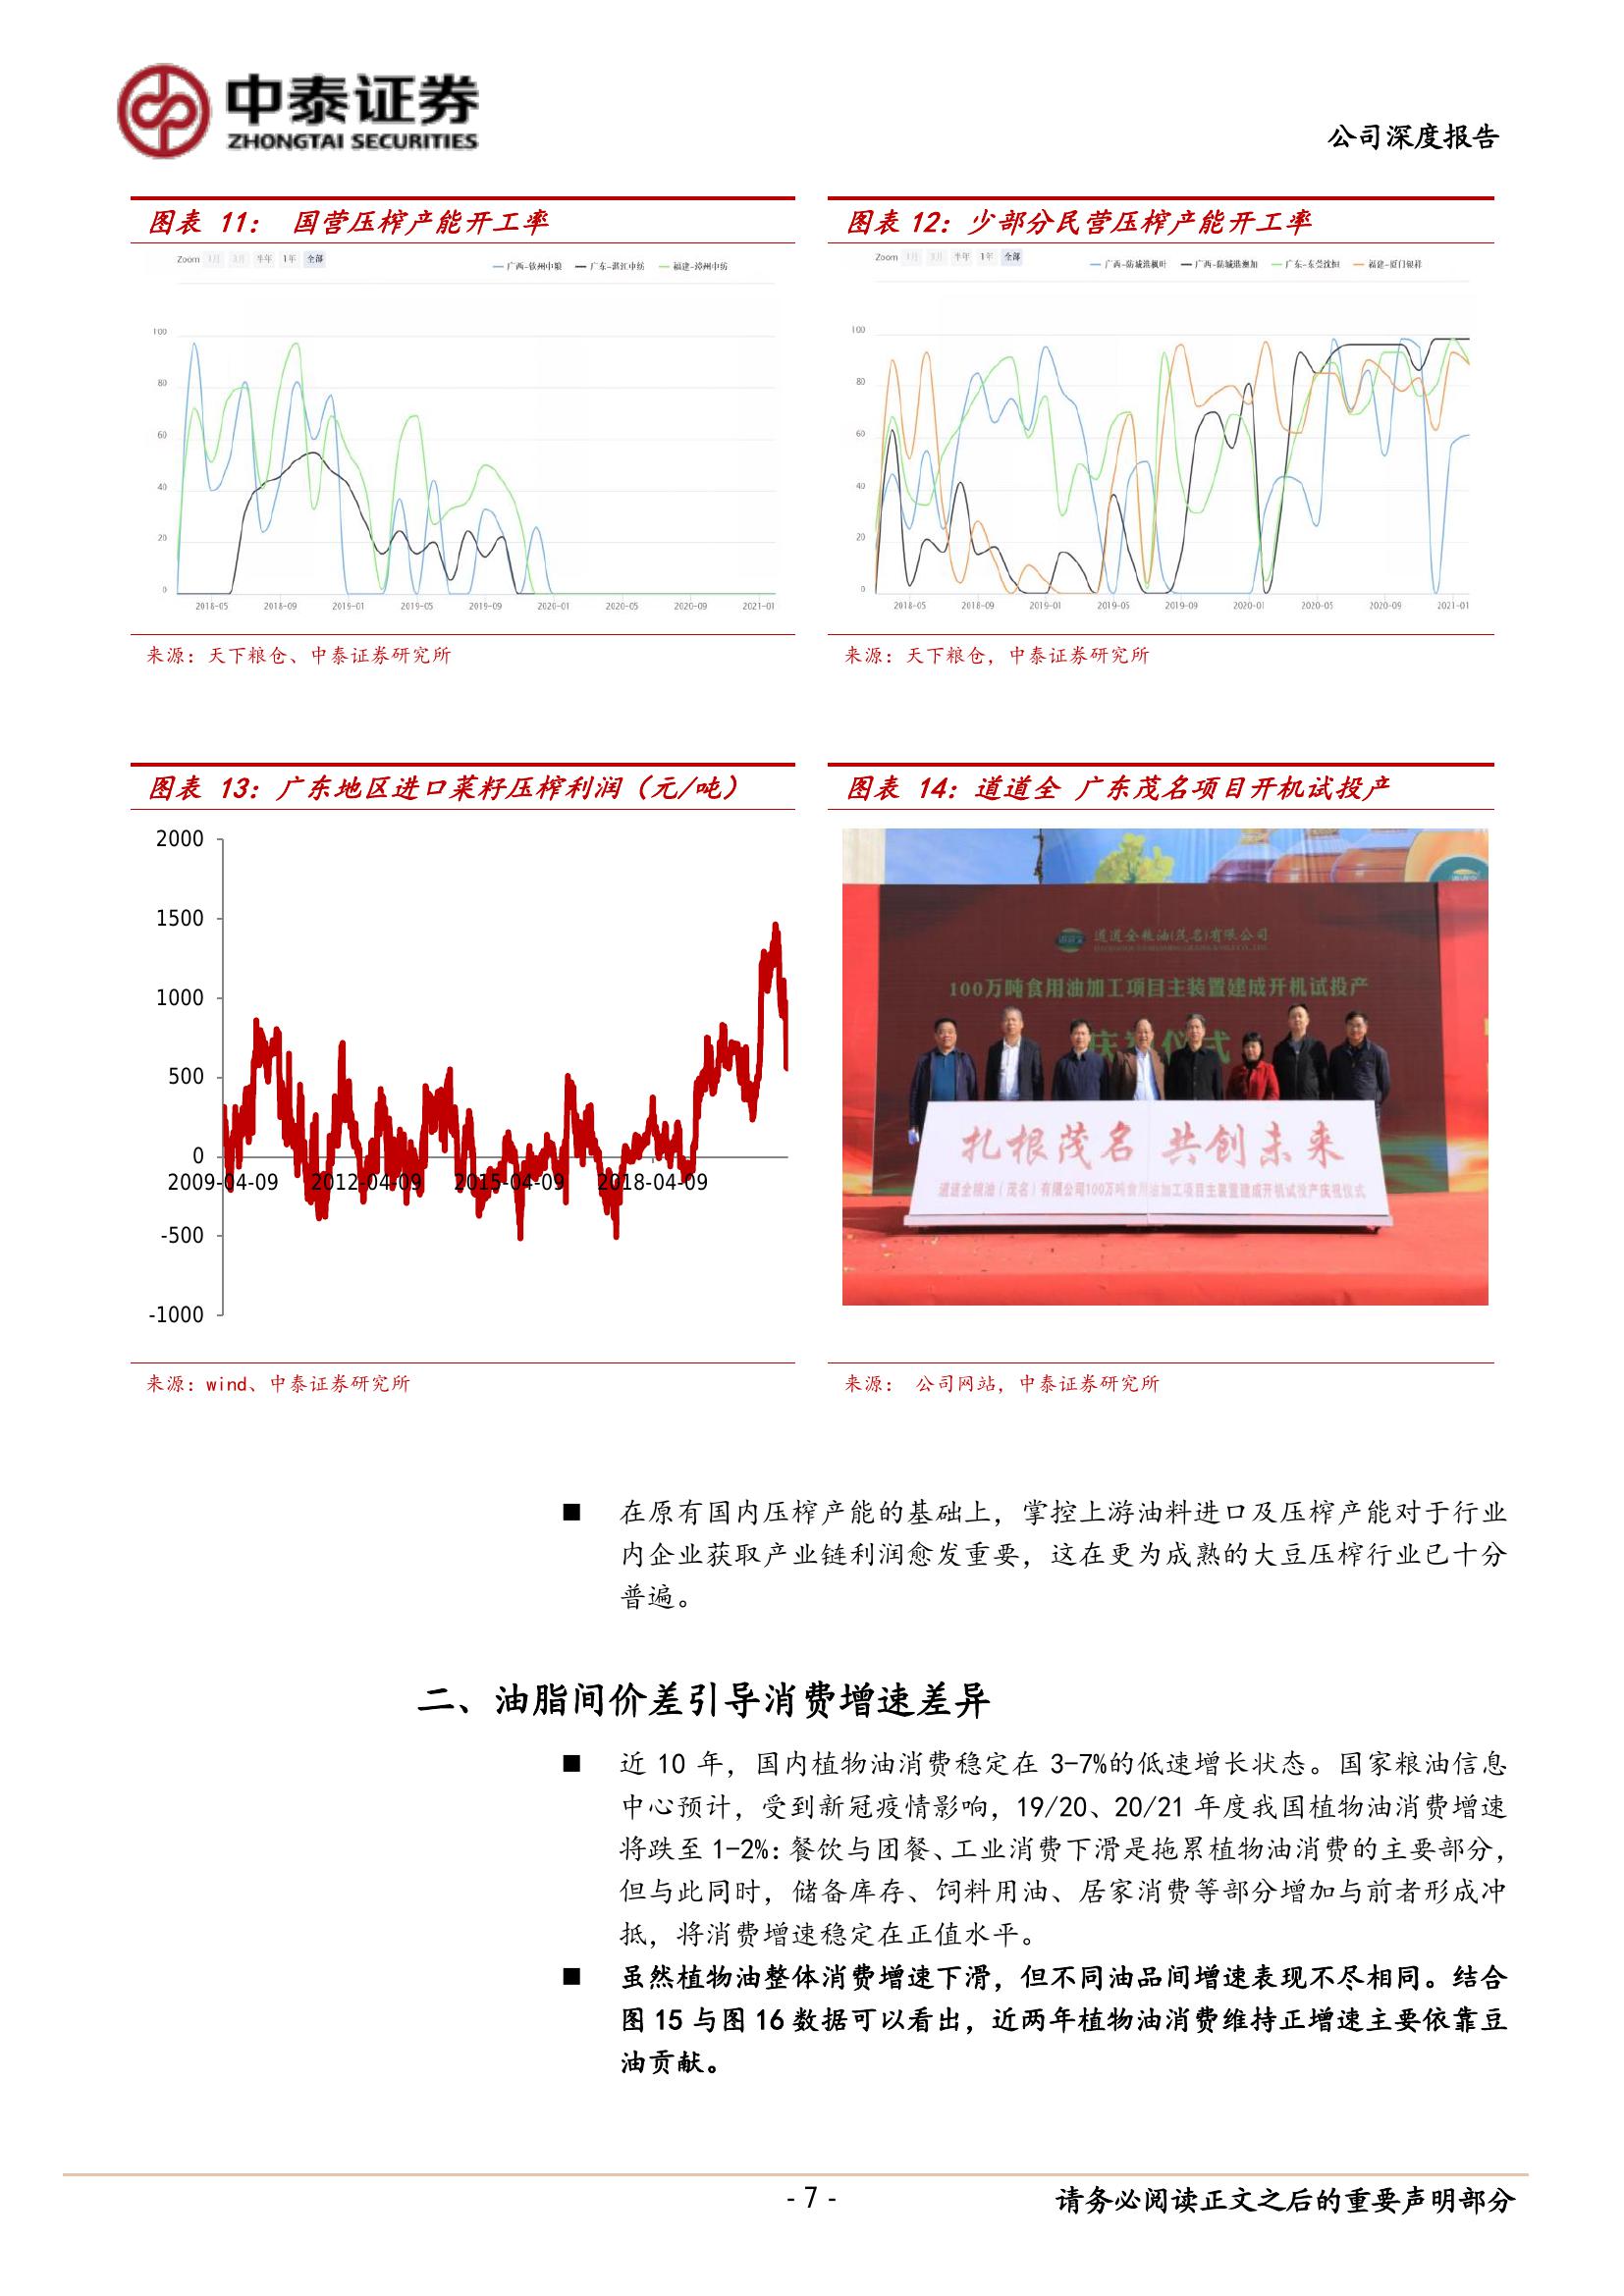 中泰证券
ZHONGTAI SECURITIES
公司深度报告
图表 11： 国营压榨产能开工率
Zoom 1月 3月 半年 1年 全部
广西-钦州中粮 广东-湛江中纺 福建-漳州中纺
100
80
60
40
20
0
2018-05 2018-09 2019-01 2019-05 2019-09 2020-01 2020-05 2020-09 2021-01
来源：天下粮仓、中泰证券研究所
图表 12：少部分民营压榨产能开工率
Zoom 1月 3月 半年 1年 全部
广西-防城港枫叶 广西-防城港澳加 广东-东莞 福建-厦门银祥
100
80
60
40
20
0
2018-05 2018-09 2019-01 2019-05 2019-09 2020-01 2020-05 2020-09 2021-01
来源：天下粮仓，中泰证券研究所
图表 13：广东地区进口菜籽压榨利润（元/吨）
2000
1500
1000
500
0
-500
-1000
2009-04-09 2012-04-09 2015-04-09 2018-04-09
来源：wind、中泰证券研究所
图表 14：道道全 广东茂名项目开机试投产
道道全粮油(茂名)有限公司
100万吨食用油加工项目主装置建成开机试投产
庆祝仪式
扎根茂名 共创未来
道道全粮油（茂名）有限公司100万吨食用油加工项目主装置建成开机试投产庆祝仪式
来源： 公司网站，中泰证券研究所
■ 在原有国内压榨产能的基础上，掌控上游油料进口及压榨产能对于行业
内企业获取产业链利润愈发重要，这在更为成熟的大豆压榨行业已十分
普遍。
二、油脂间价差引导消费增速差异
■ 近 10 年，国内植物油消费稳定在 3-7%的低速增长状态。国家粮油信息
中心预计，受到新冠疫情影响，19/20、20/21 年度我国植物油消费增速
将跌至 1-2%：餐饮与团餐、工业消费下滑是拖累植物油消费的主要部分，
但与此同时，储备库存、饲料用油、居家消费等部分增加与前者形成冲
抵，将消费增速稳定在正值水平。
■ 虽然植物油整体消费增速下滑，但不同油品间增速表现不尽相同。结合
图 15 与图 16 数据可以看出，近两年植物油消费维持正增速主要依靠豆
油贡献。
- 7 -
请务必阅读正文之后的重要声明部分